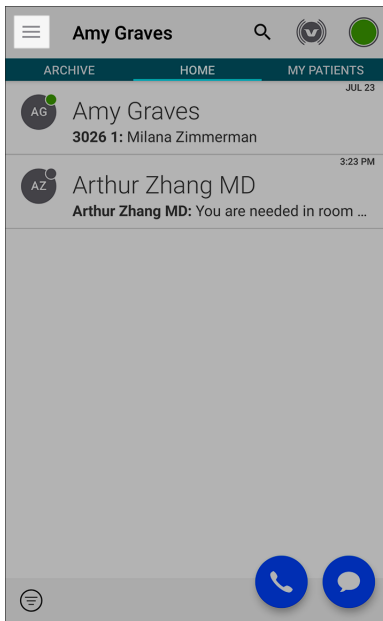 Amy Graves
ARCHIVE HOME MY PATIENTS
JUL 23
AG Amy Graves
3026 1: Milana Zimmerman
3:23 PM
AZ Arthur Zhang MD
Arthur Zhang MD: You are needed in room ...